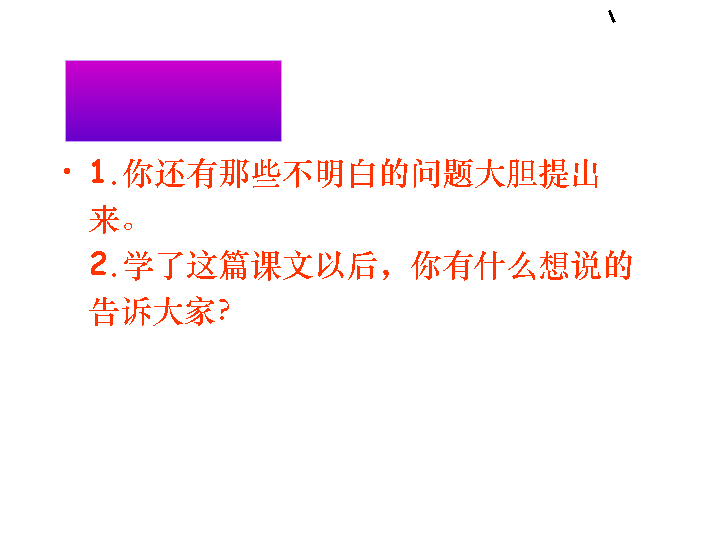 \
• 1.你还有那些不明白的问题大胆提出
来。
2.学了这篇课文以后，你有什么想说的
告诉大家?